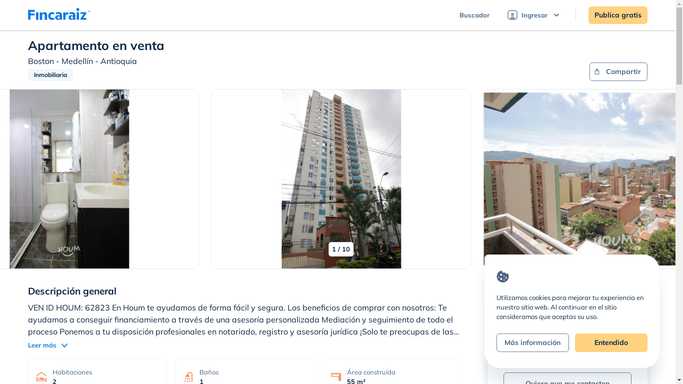 Fincaraiz
Buscador
Ingresar
Publica gratis
Apartamento en venta
Boston - Medellín - Antioquia
Inmobiliaria
Compartir
HOUM
1 / 10
HOUM
Descripción general
VEN ID HOUM: 62823 En Houm te ayudamos de forma fácil y segura. Los beneficios de comprar con nosotros: Te
ayudamos a conseguir financiamiento a través de una asesoría personalizada Mediación y seguimiento de todo el
proceso Ponemos a tu disposición profesionales en notariado, registro y asesoría jurídica ¡Solo te preocupas de las...
Leer más
Habitaciones
2
Baños
1
Área construida
55 m²
Utilizamos cookies para mejorar tu experiencia en
nuestro sitio web. Al continuar en el sitio
consideramos que aceptas su uso.
Más información
Entendido
Quiero que me contacten